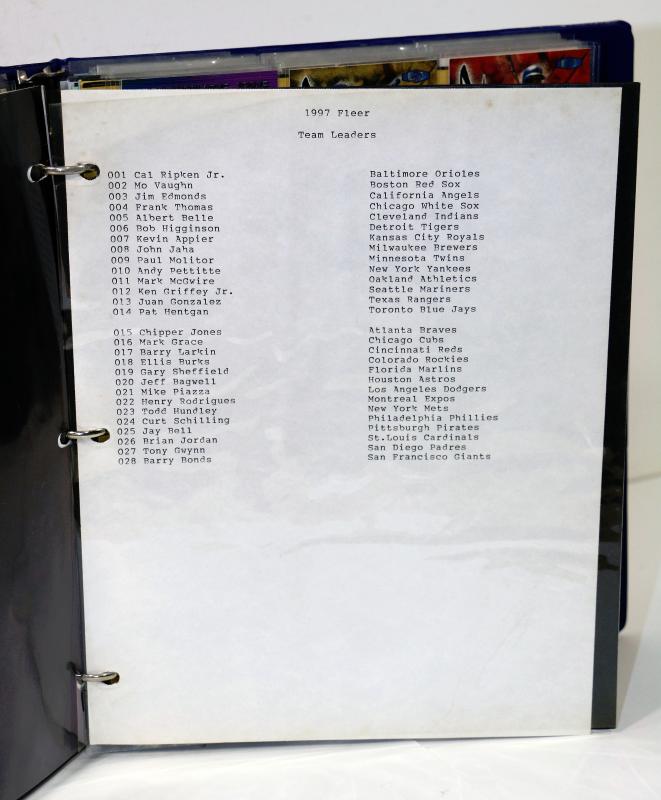 1997 Fleer
Team Leaders
001 Cal Ripken Jr. Baltimore Orioles
002 Mo Vaughn Boston Red Sox
003 Jim Edmonds California Angels
004 Frank Thomas Chicago White Sox
005 Albert Belle Cleveland Indians
006 Bob Higginson Detroit Tigers
007 Kevin Appier Kansas City Royals
008 John Jaha Milwaukee Brewers
009 Paul Molitor Minnesota Twins
010 Andy Pettitte New York Yankees
011 Mark McGwire Oakland Athletics
012 Ken Griffey Jr. Seattle Mariners
013 Juan Gonzalez Texas Rangers
014 Pat Hentgan Toronto Blue Jays
015 Chipper Jones Atlanta Braves
016 Mark Grace Chicago Cubs
017 Barry Larkin Cincinnati Reds
018 Ellis Burks Colorado Rockies
019 Gary Sheffield Florida Marlins
020 Jeff Bagwell Houston Astros
021 Mike Piazza Los Angeles Dodgers
022 Henry Rodrigues Montreal Expos
023 Todd Hundley New York Mets
024 Curt Schilling Philadelphia Phillies
025 Jay Bell Pittsburgh Pirates
026 Brian Jordan St.Louis Cardinals
027 Tony Gwynn San Diego Padres
028 Barry Bonds San Francisco Giants